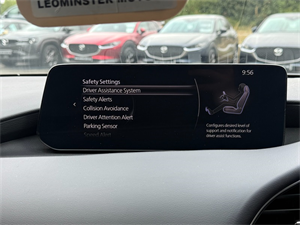 LEOMINSTER MOTOR
9:56
Safety Settings
Driver Assistance System
Safety Alerts
Collision Avoidance
Driver Attention Alert
Parking Sensor
Configures desired level of
support and notification for
driver assist functions.